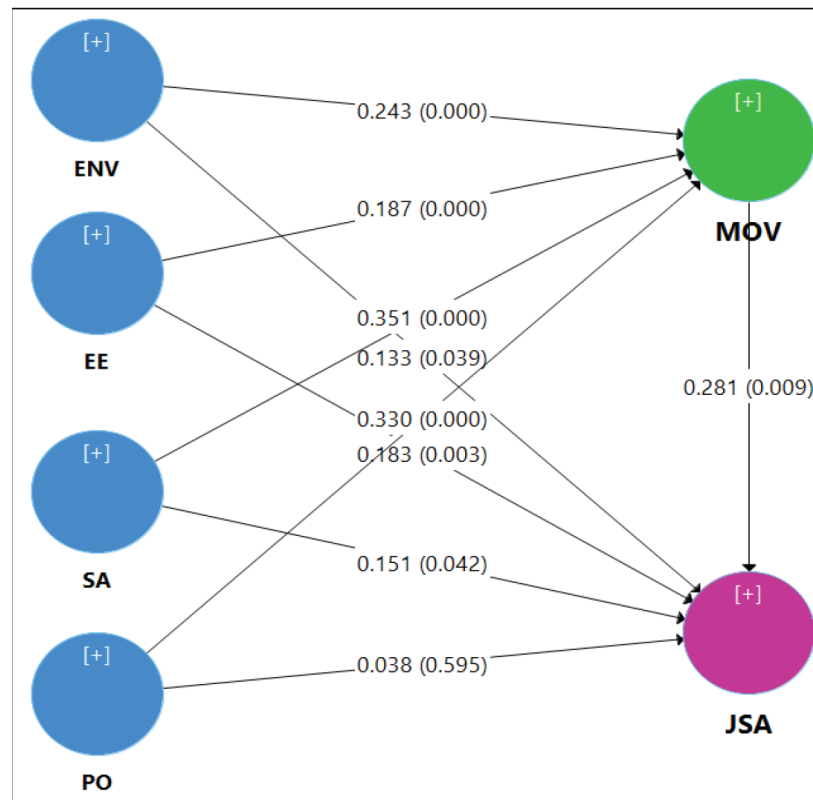 [+]
ENV
[+]
EE
[+]
SA
[+]
PO
0.243 (0.000)
0.187 (0.000)
0.351 (0.000)
0.133 (0.039)
0.330 (0.000)
0.183 (0.003)
0.151 (0.042)
0.038 (0.595)
[+]
MOV
0.281 (0.009)
[+]
JSA